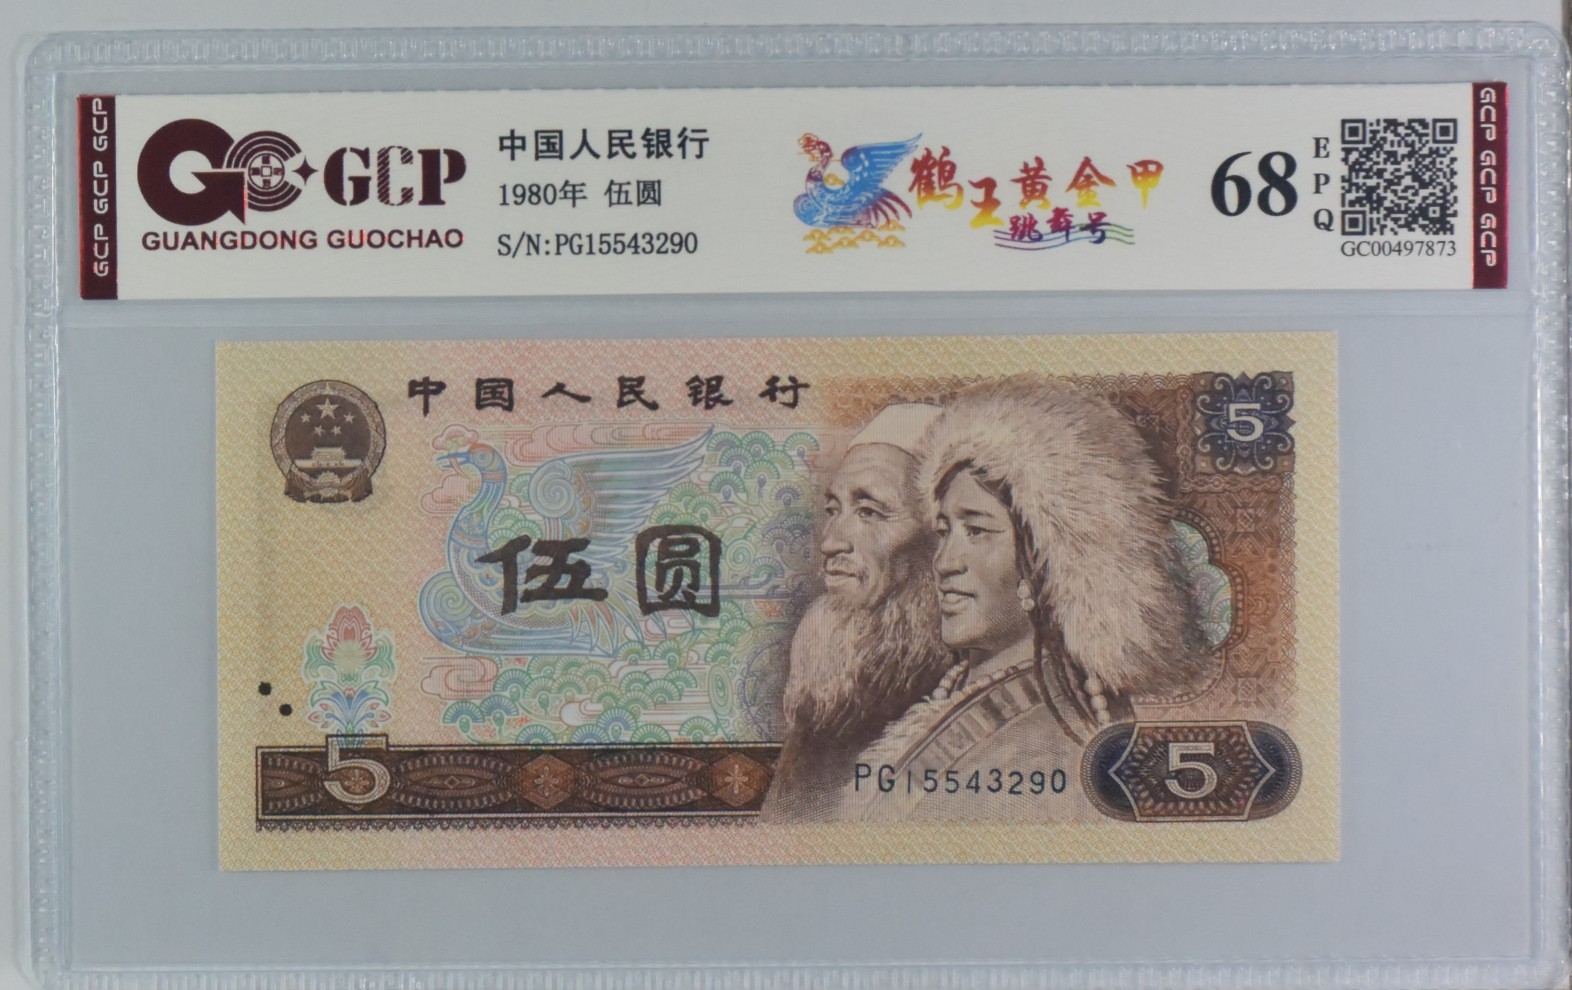 GCP GCP GCP
GCP
GUANGDONG GUOCHAO
中国人民银行
1980年 伍圆
S/N:PG15543290
鹤王黄金甲
跳舞号
68
EPQ
GC00497873
GCP GCP GCP
中国人民银行
5
伍圆
5
PG15543290
5